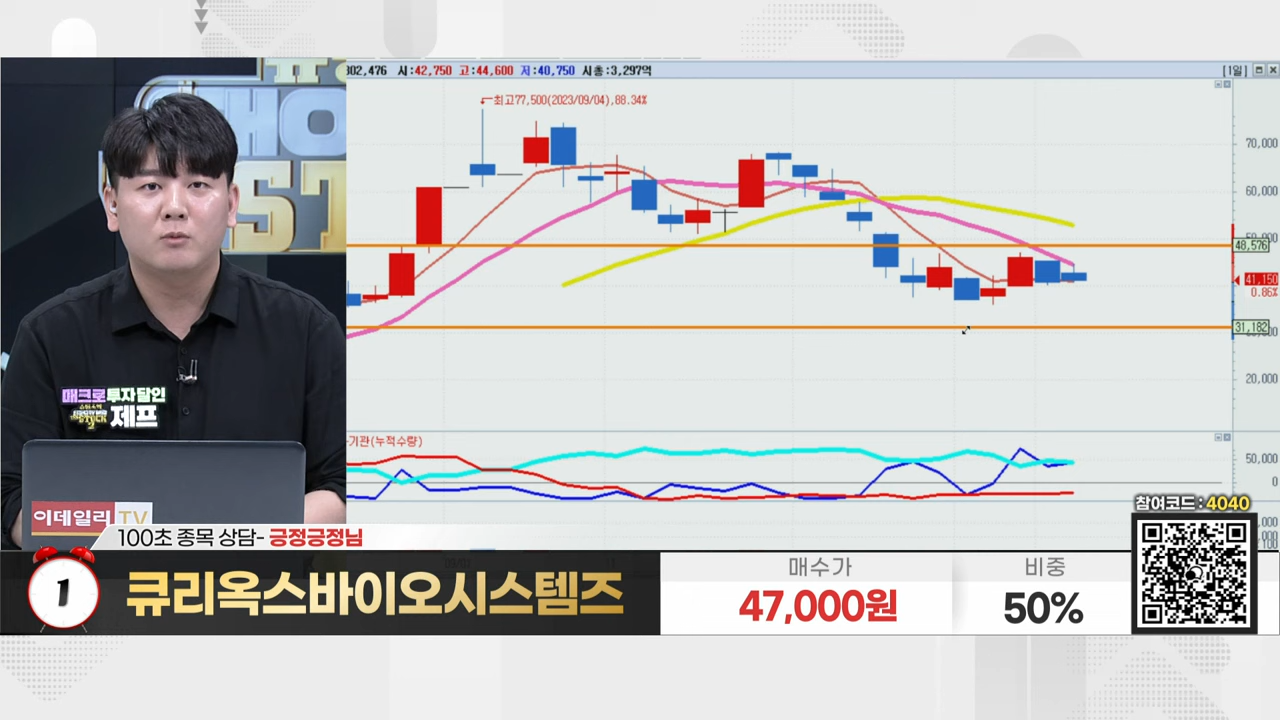 302,476 시:42,750 고:44,600 저:40,750 시총:3,297억
[1일]
최고77,500(2023/09/04),88.34%
70,000
60,000
48,576
41,150
0.86%
31,182
20,000
기관(누적수량)
50,000
0
매크로투자달인
제프
이데일리TV
참여코드:4040
100초 종목 상담- 긍정긍정님
1
큐리옥스바이오시스템즈
매수가
47,000원
비중
50%